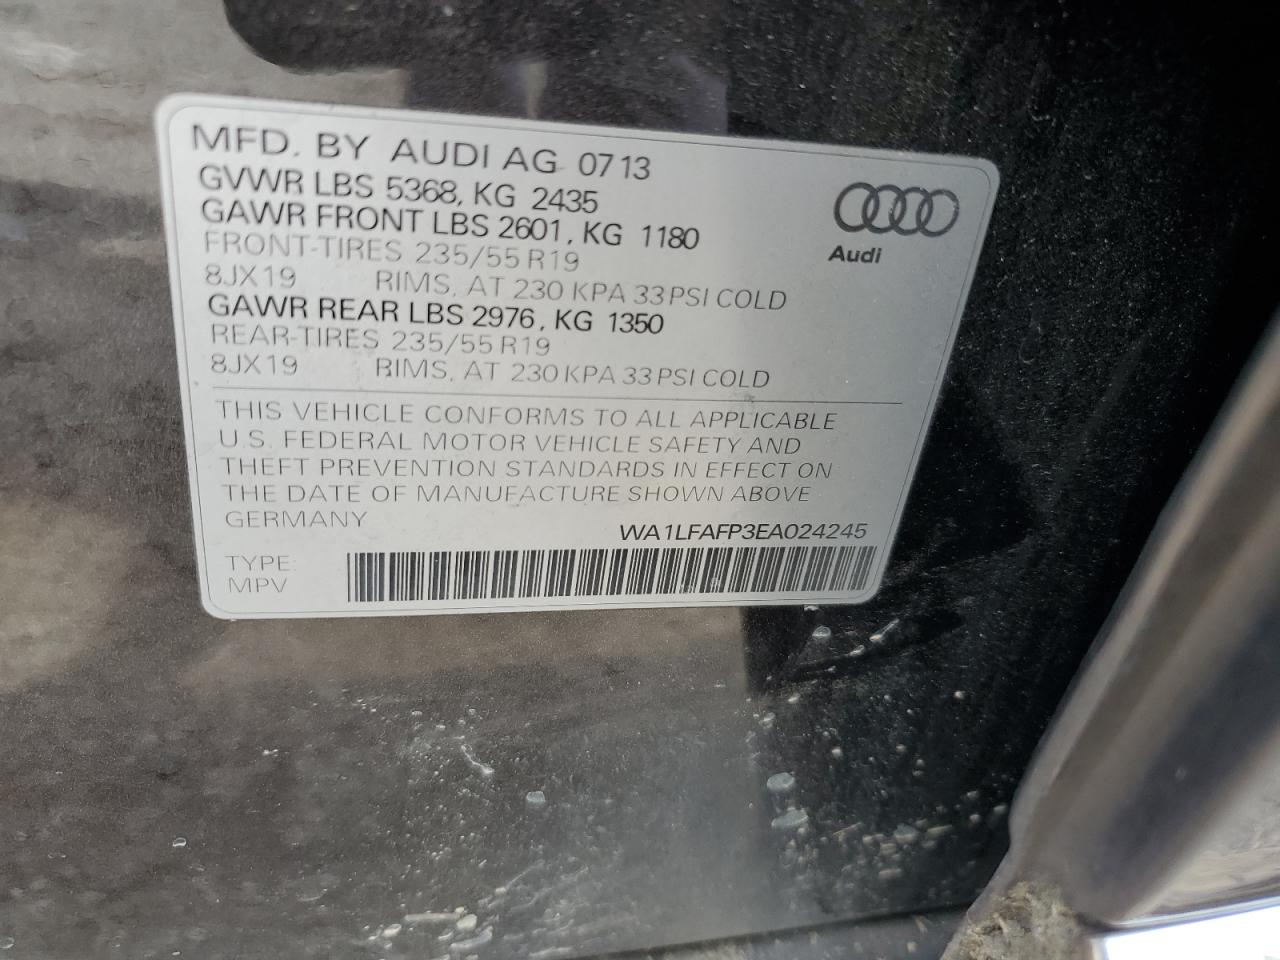 MFD. BY AUDI AG 07 13
GVWR LBS 5368, KG 2435
GAWR FRONT LBS 2601, KG 1180
FRONT-TIRES 235/55 R19
8JX19 RIMS, AT 230 KPA 33 PSI COLD
GAWR REAR LBS 2976, KG 1350
REAR-TIRES 235/55 R19
8JX19 RIMS, AT 230 KPA 33 PSI COLD
Audi
THIS VEHICLE CONFORMS TO ALL APPLICABLE
U.S. FEDERAL MOTOR VEHICLE SAFETY AND
THEFT PREVENTION STANDARDS IN EFFECT ON
THE DATE OF MANUFACTURE SHOWN ABOVE
GERMANY
WA1LFAFP3EA024245
TYPE:
MPV